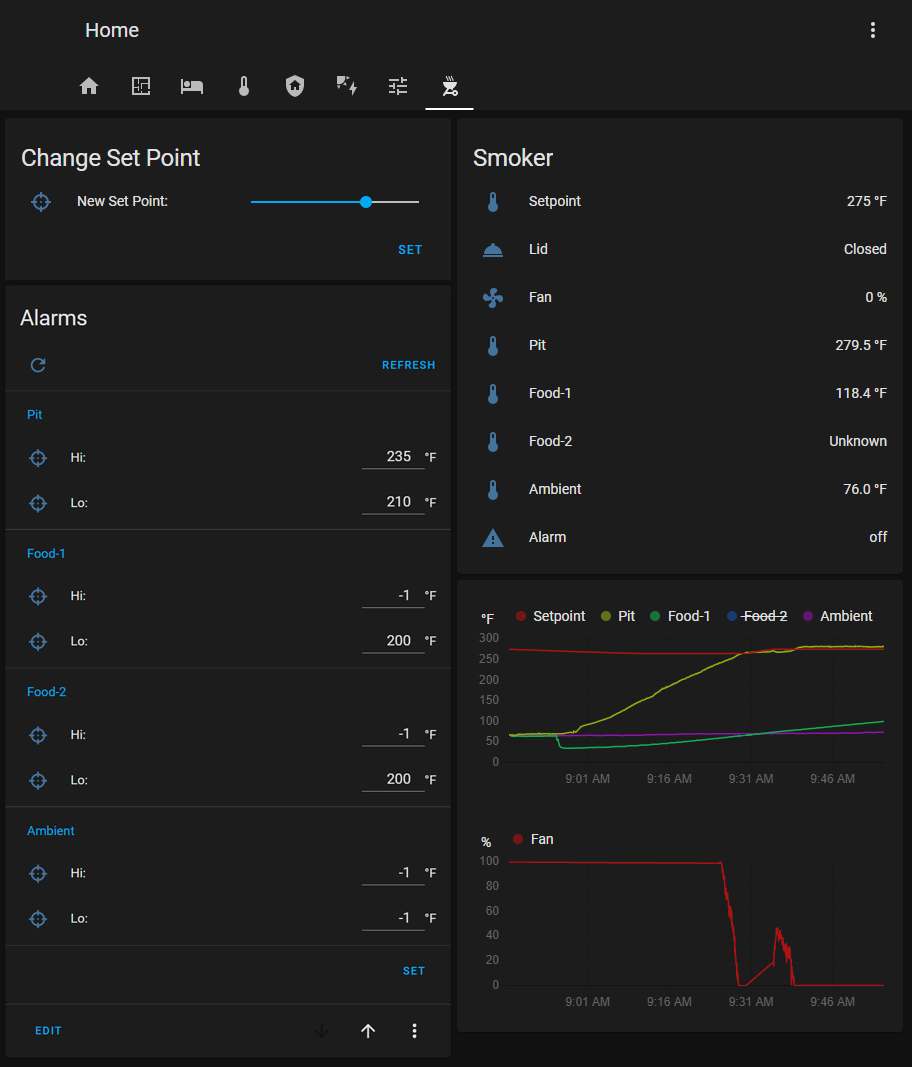 Home
Change Set Point
New Set Point:
SET
Alarms
REFRESH
Pit
Hi: 235 °F
Lo: 210 °F
Food-1
Hi: -1 °F
Lo: 200 °F
Food-2
Hi: -1 °F
Lo: 200 °F
Ambient
Hi: -1 °F
Lo: -1 °F
SET
EDIT
Smoker
Setpoint 275 °F
Lid Closed
Fan 0 %
Pit 279.5 °F
Food-1 118.4 °F
Food-2 Unknown
Ambient 76.0 °F
Alarm off
°F Setpoint Pit Food-1 Food-2 Ambient
300
250
200
150
100
50
0
9:01 AM 9:16 AM 9:31 AM 9:46 AM
% Fan
100
80
60
40
20
0
9:01 AM 9:16 AM 9:31 AM 9:46 AM